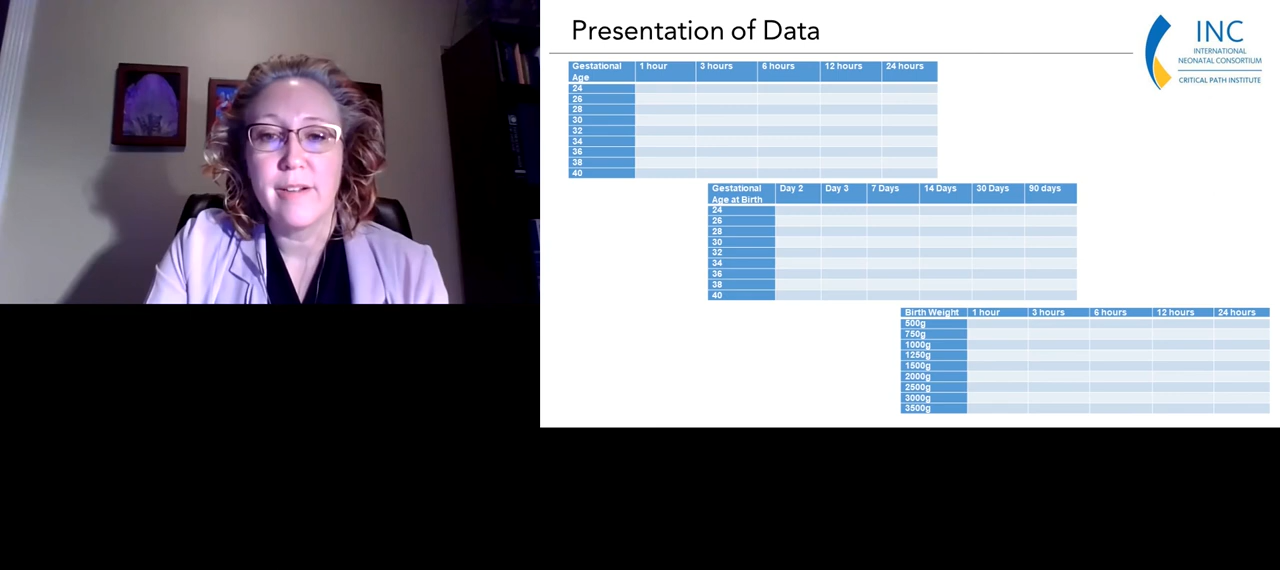 Presentation of Data
INC
INTERNATIONAL
NEONATAL CONSORTIUM
CRITICAL PATH INSTITUTE
Gestational Age 1 hour 3 hours 6 hours 12 hours 24 hours
24
26
28
30
32
34
36
38
40
Gestational Age at Birth Day 2 Day 3 7 Days 14 Days 30 Days 90 days
24
26
28
30
32
34
36
38
40
Birth Weight 1 hour 3 hours 6 hours 12 hours 24 hours
500g
750g
1000g
1250g
1500g
2000g
2500g
3000g
3500g